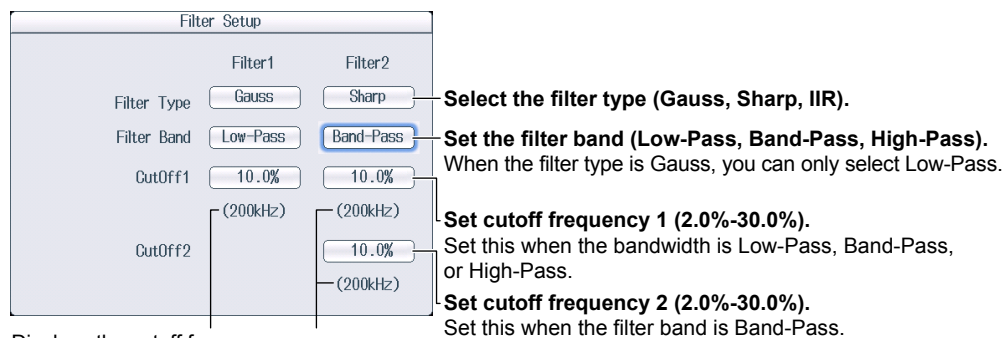 Filter Setup
Filter1 Filter2
Filter Type Gauss Sharp
Select the filter type (Gauss, Sharp, IIR).
Filter Band Low-Pass Band-Pass
Set the filter band (Low-Pass, Band-Pass, High-Pass).
When the filter type is Gauss, you can only select Low-Pass.
CutOff1 10.0% 10.0%
(200kHz) (200kHz)
Set cutoff frequency 1 (2.0%-30.0%).
Set this when the bandwidth is Low-Pass, Band-Pass,
or High-Pass.
CutOff2 10.0%
(200kHz)
Set cutoff frequency 2 (2.0%-30.0%).
Set this when the filter band is Band-Pass.